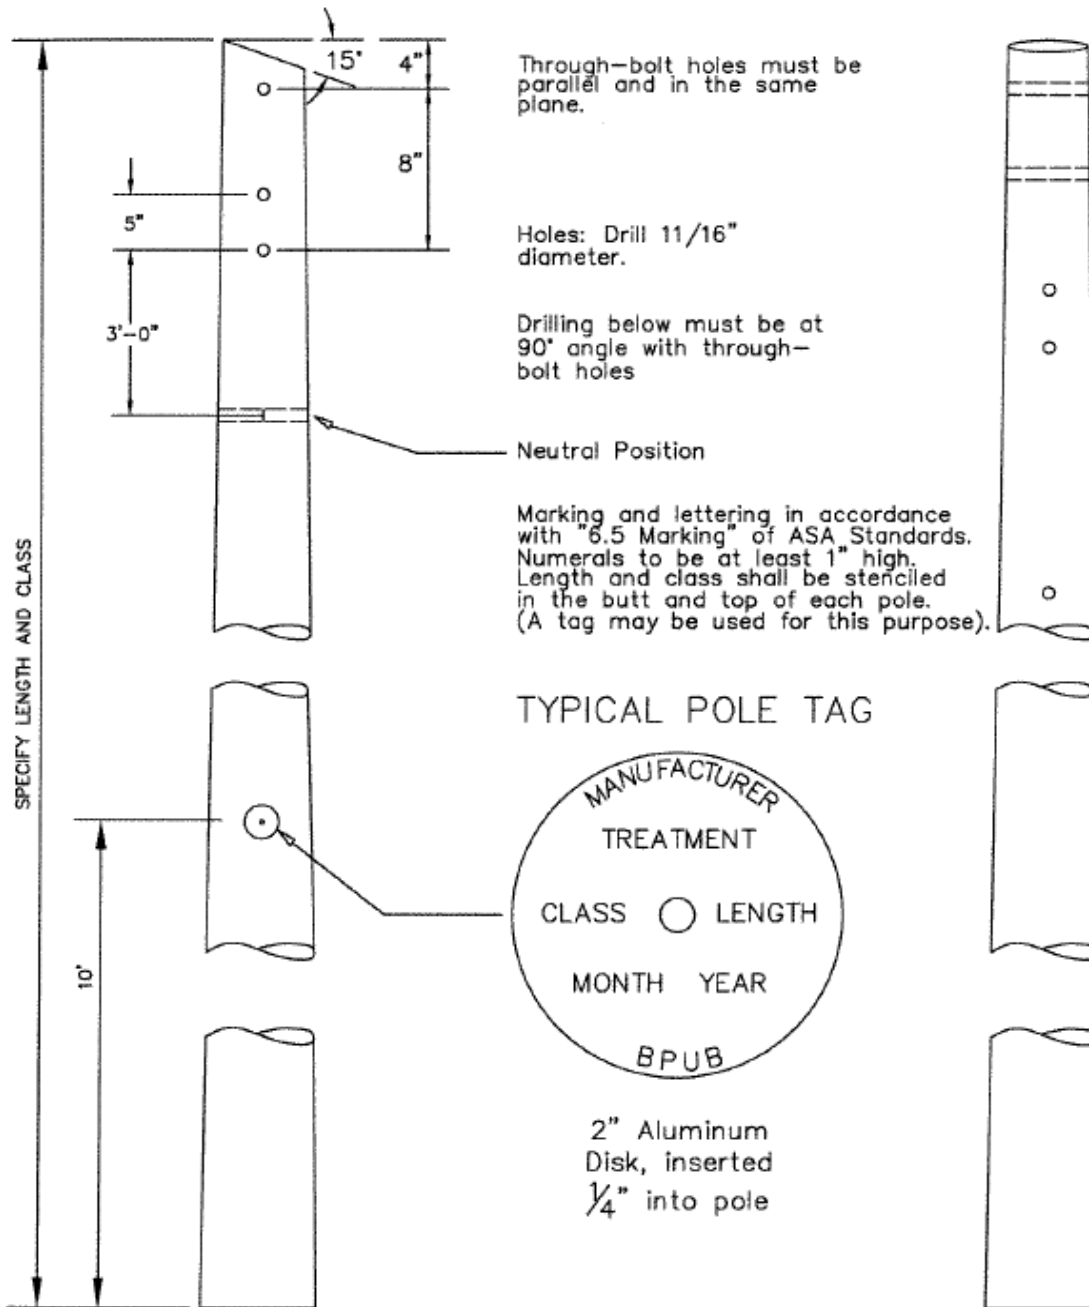 15°
4"
Through-bolt holes must be
parallel and in the same
plane.
8"
5"
Holes: Drill 11/16"
diameter.
3'-0"
Drilling below must be at
90° angle with through-
bolt holes
Neutral Position
Marking and lettering in accordance
with "6.5 Marking" of ASA Standards.
Numerals to be at least 1" high.
Length and class shall be stenciled
in the butt and top of each pole.
(A tag may be used for this purpose).
SPECIFY LENGTH AND CLASS
TYPICAL POLE TAG
MANUFACTURER
TREATMENT
CLASS LENGTH
MONTH YEAR
BPUB
10'
2" Aluminum
Disk, inserted
1/4" into pole